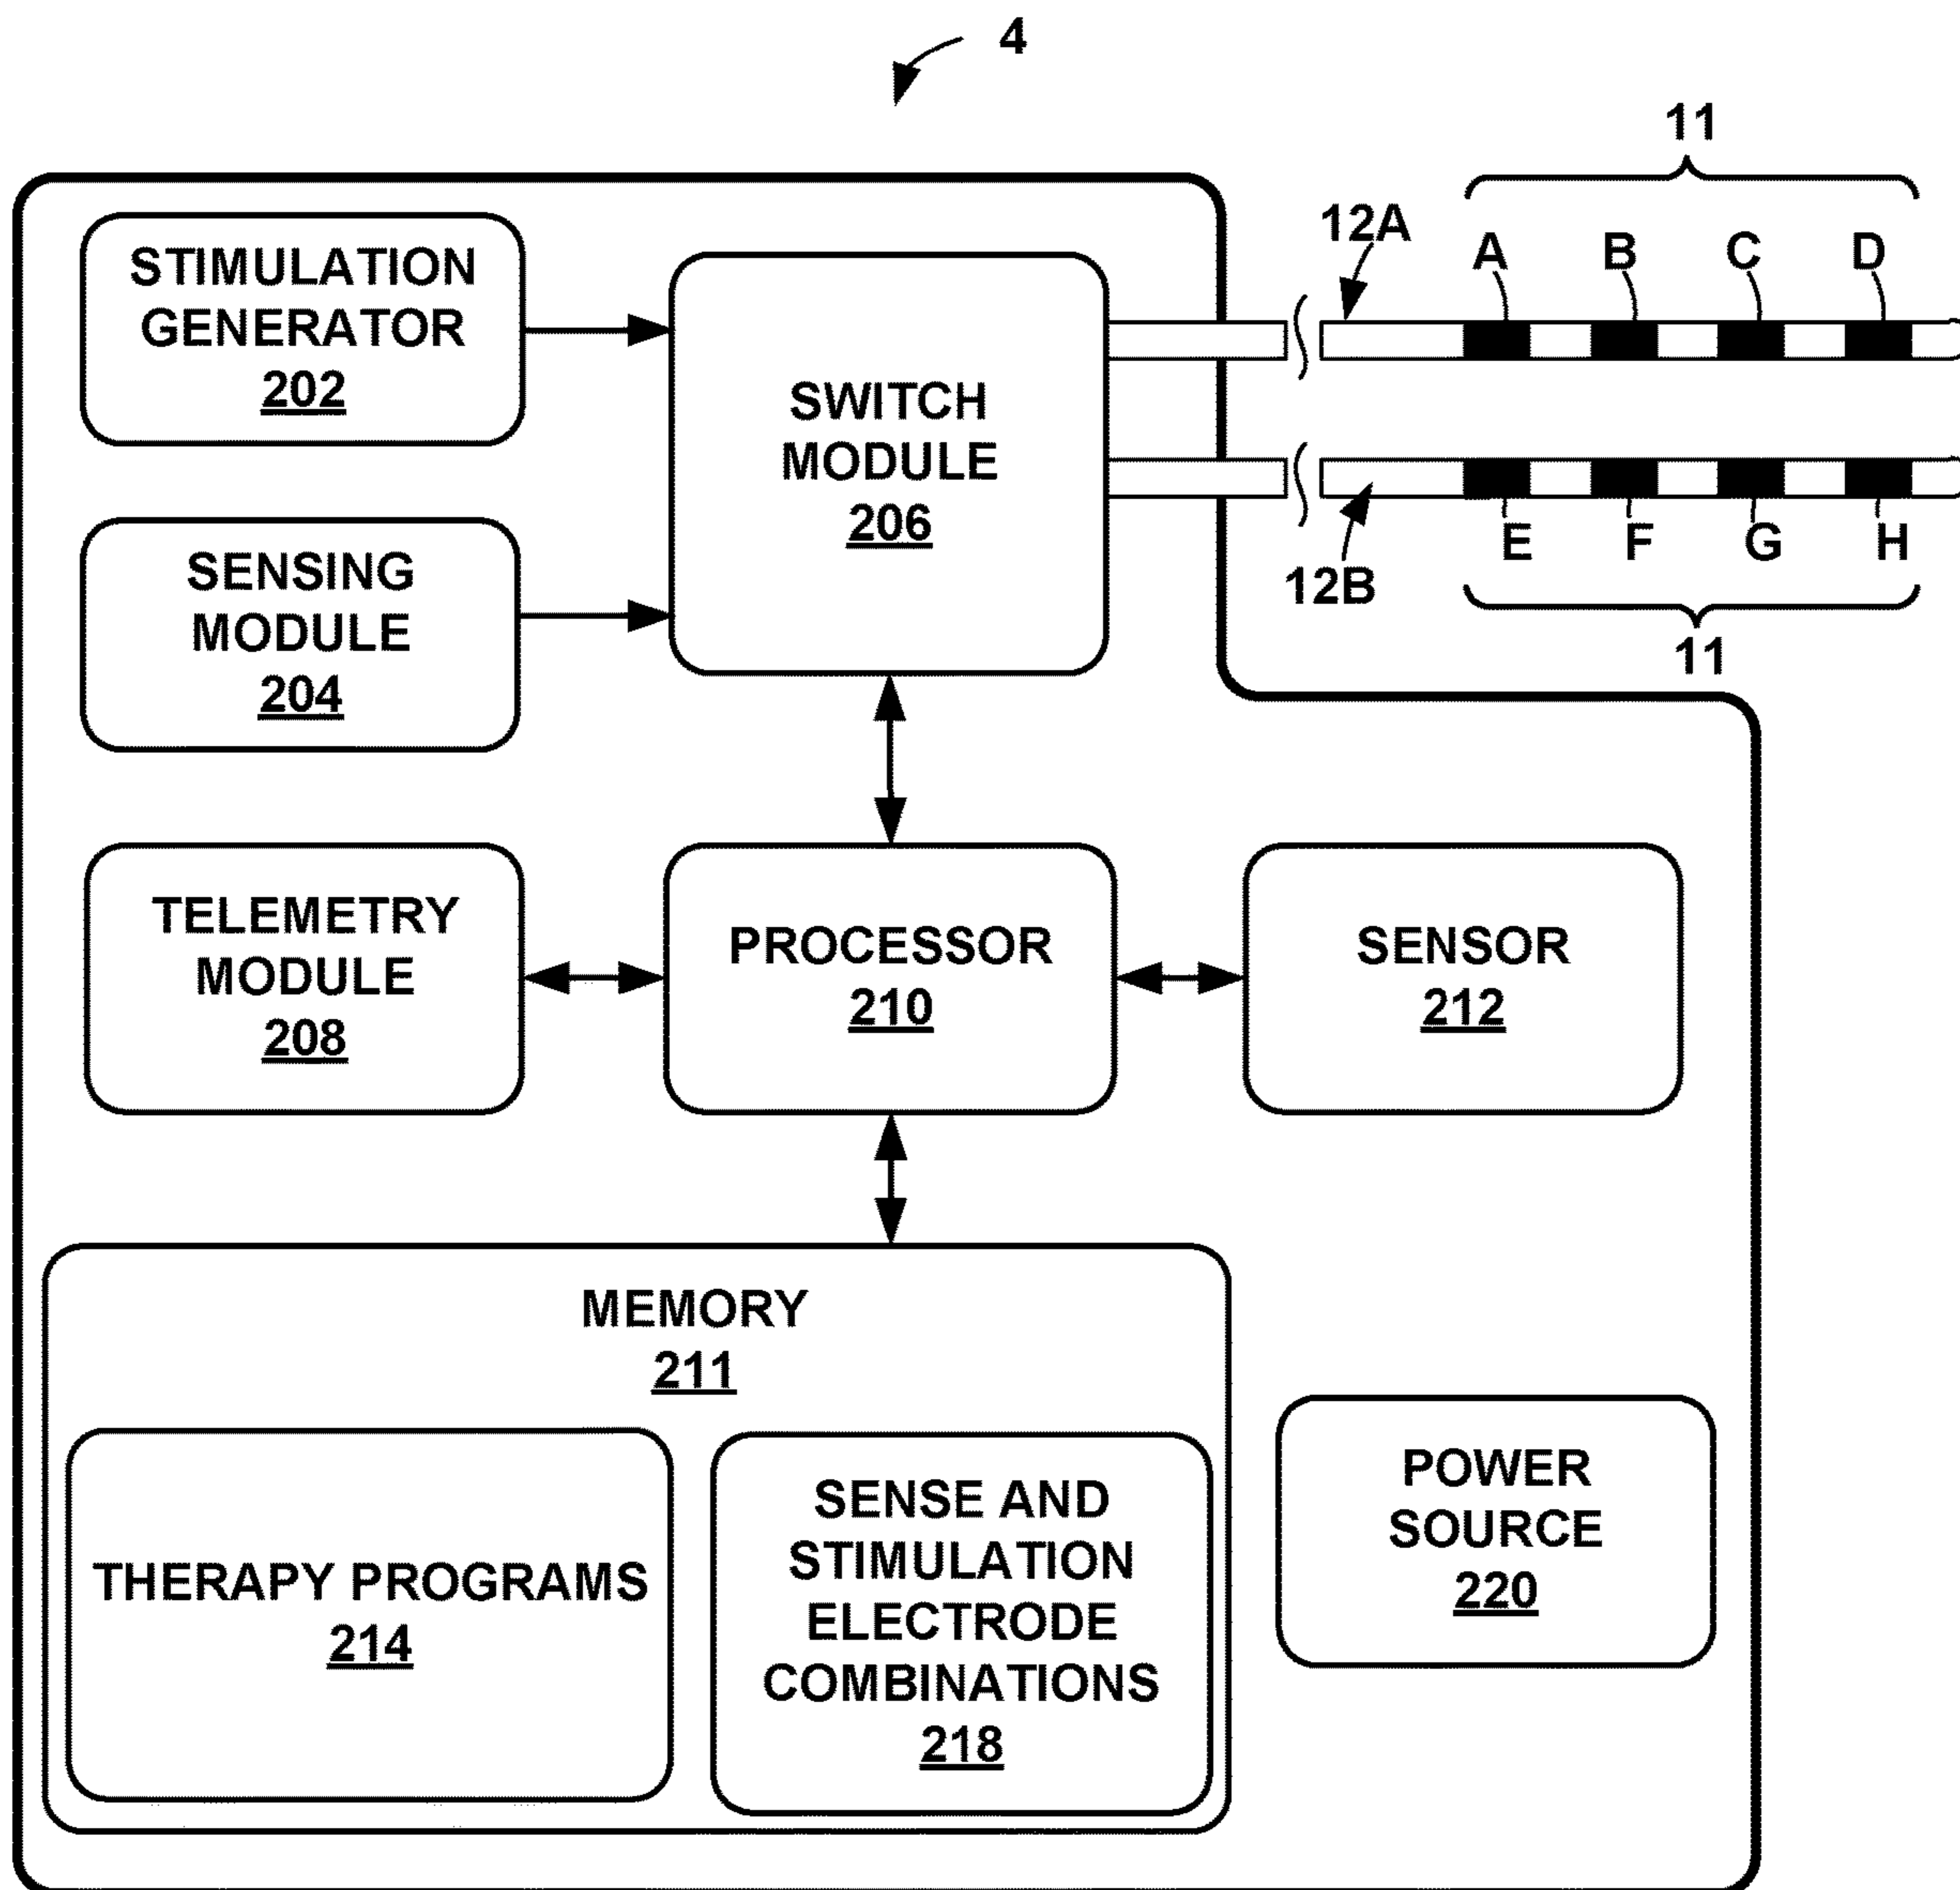 4
11
12A
A B C D
STIMULATION
GENERATOR
202
SWITCH
MODULE
206
E F G H
12B
11
SENSING
MODULE
204
TELEMETRY
MODULE
208
PROCESSOR
210
SENSOR
212
MEMORY
211
THERAPY PROGRAMS
214
SENSE AND
STIMULATION
ELECTRODE
COMBINATIONS
218
POWER
SOURCE
220